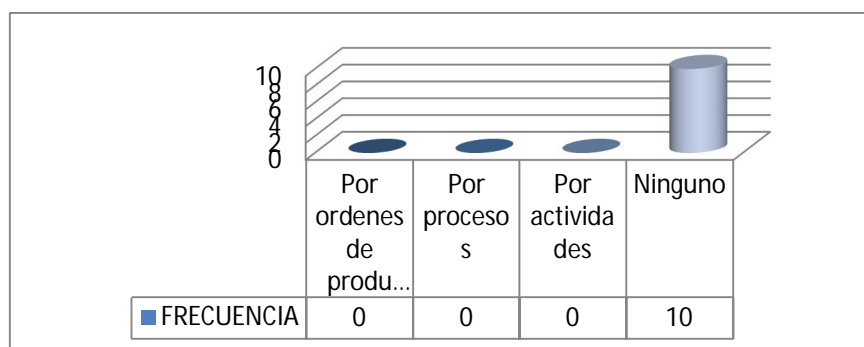 10
8
6
4
2
0
Por
ordenes
de
produ...
Por
proceso
s
Por
activida
des
Ninguno
FRECUENCIA 0 0 0 10